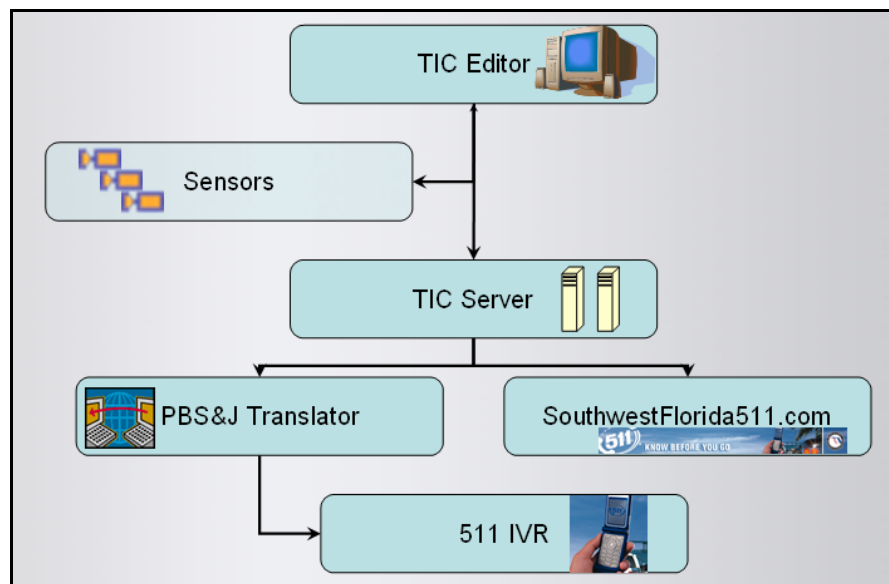 TIC Editor
Sensors
TIC Server
PBS&J Translator
SouthwestFlorida511.com
511 KNOW BEFORE YOU GO
511 IVR